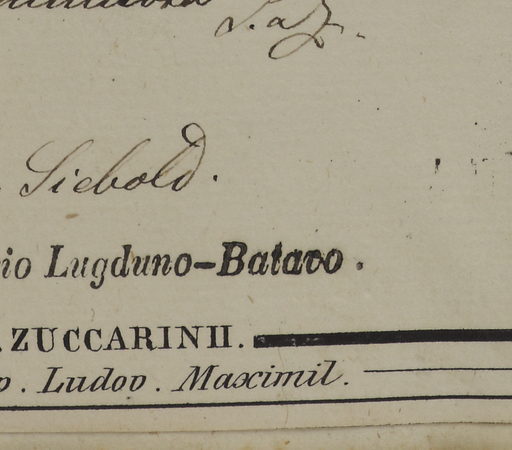 S. a Z.
Siebold.
io Lugduno-Batavo.
. ZUCCARINII.
p. Ludov. Maximil.